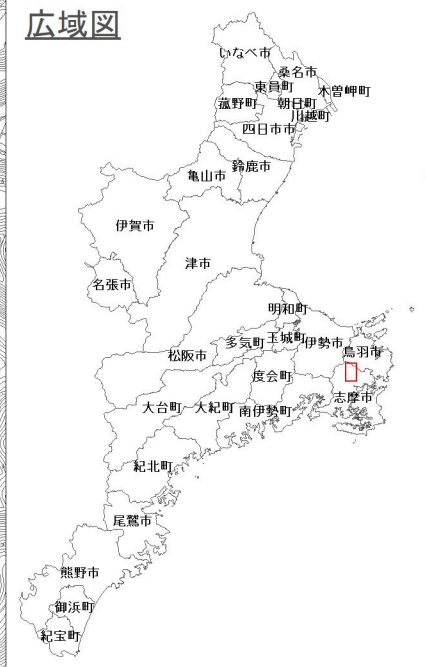 広域図
いなべ市
桑名市
東員町
木曽岬町
菰野町
朝日町
川越町
四日市市
鈴鹿市
亀山市
伊賀市
津市
名張市
明和町
玉城町
多気町
伊勢市
鳥羽市
松阪市
度会町
志摩市
大台町
大紀町
南伊勢町
紀北町
尾鷲市
熊野市
御浜町
紀宝町